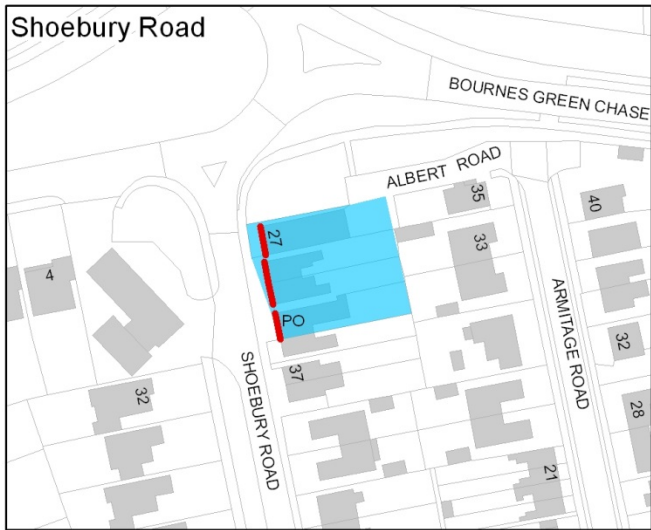 Shoebury Road
BOURNES GREEN CHASE
ALBERT ROAD
35
40
27
33
4
PO
ARMITAGE ROAD
32
SHOEBURY ROAD
37
32
28
21